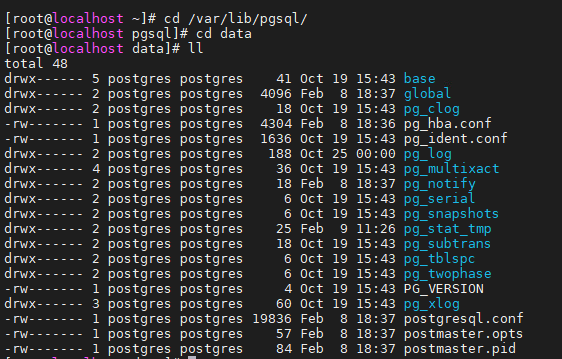 [root@localhost ~]# cd /var/lib/pgsql/
[root@localhost pgsql]# cd data
[root@localhost data]# ll
total 48
drwx------ 5 postgres postgres    41 Oct 19 15:43 base
drwx------ 2 postgres postgres  4096 Feb  8 18:37 global
drwx------ 2 postgres postgres    18 Oct 19 15:43 pg_clog
-rw------- 1 postgres postgres  4304 Feb  8 18:36 pg_hba.conf
-rw------- 1 postgres postgres  1636 Oct 19 15:43 pg_ident.conf
drwx------ 2 postgres postgres   188 Oct 25 00:00 pg_log
drwx------ 4 postgres postgres    36 Oct 19 15:43 pg_multixact
drwx------ 2 postgres postgres    18 Feb  8 18:37 pg_notify
drwx------ 2 postgres postgres     6 Oct 19 15:43 pg_serial
drwx------ 2 postgres postgres     6 Oct 19 15:43 pg_snapshots
drwx------ 2 postgres postgres    25 Feb  9 11:26 pg_stat_tmp
drwx------ 2 postgres postgres    18 Oct 19 15:43 pg_subtrans
drwx------ 2 postgres postgres     6 Oct 19 15:43 pg_tblspc
drwx------ 2 postgres postgres     6 Oct 19 15:43 pg_twophase
-rw------- 1 postgres postgres     4 Oct 19 15:43 PG_VERSION
drwx------ 3 postgres postgres    60 Oct 19 15:43 pg_xlog
-rw------- 1 postgres postgres 19836 Feb  8 18:37 postgresql.conf
-rw------- 1 postgres postgres    57 Feb  8 18:37 postmaster.opts
-rw------- 1 postgres postgres    84 Feb  8 18:37 postmaster.pid